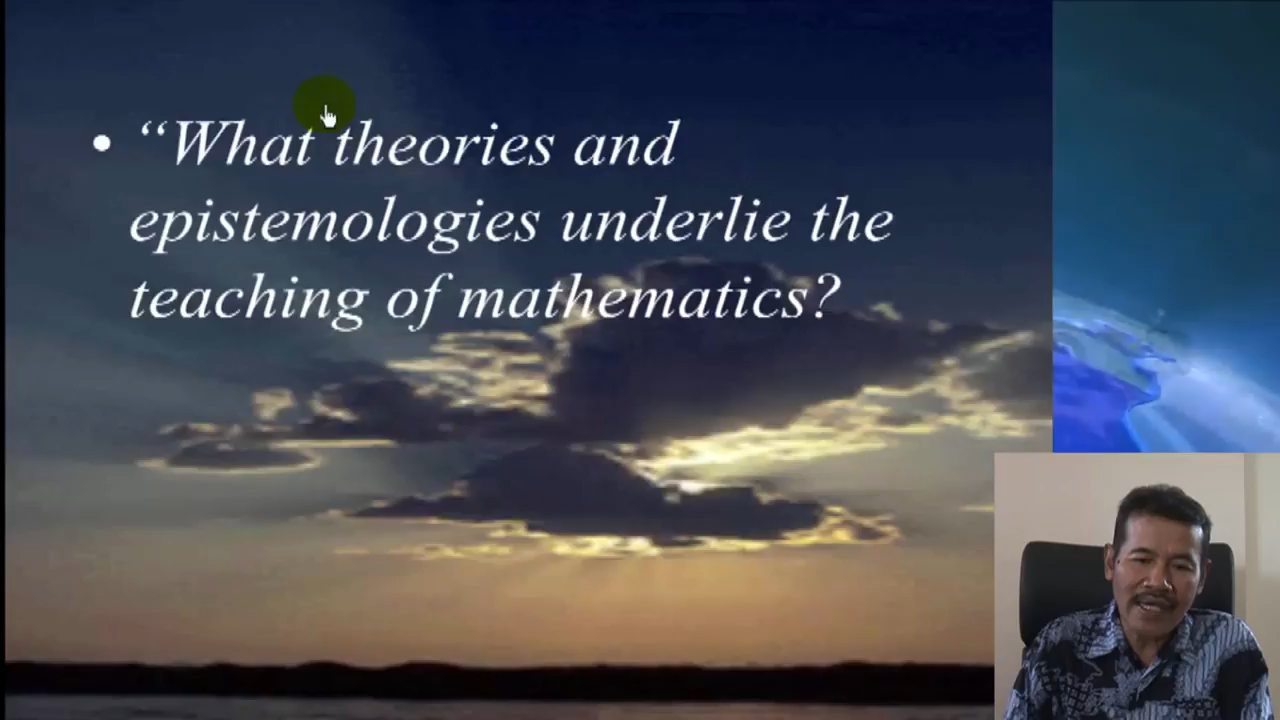 • “What theories and
epistemologies underlie the
teaching of mathematics?